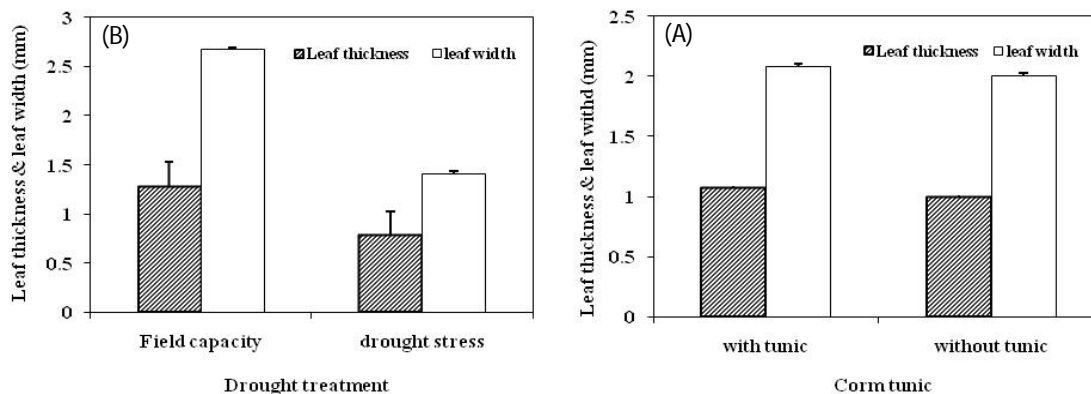 (B)
Leaf thickness & leaf width (mm)
3
2.5
2
1.5
1
0.5
0
Leaf thickness leaf width
Field capacity drought stress
Drought treatment
(A)
Leaf thickness & leaf withd (mm)
2.5
2
1.5
1
0.5
0
Leaf thickness leaf width
with tunic without tunic
Corm tunic